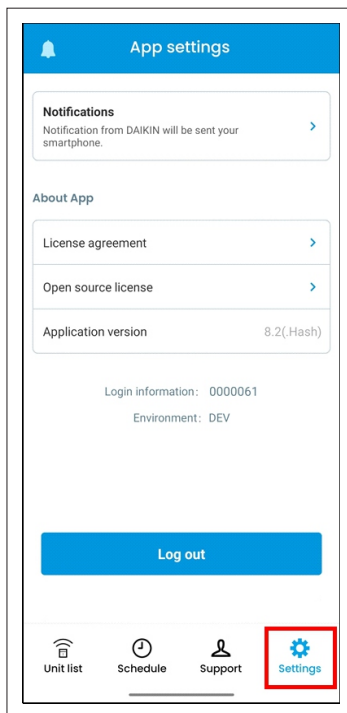 App settings
Notifications
Notification from DAIKIN will be sent your
smartphone.
About App
License agreement
Open source license
Application version 8.2(.Hash)
Login information: 0000061
Environment: DEV
Log out
Unit list Schedule Support Settings